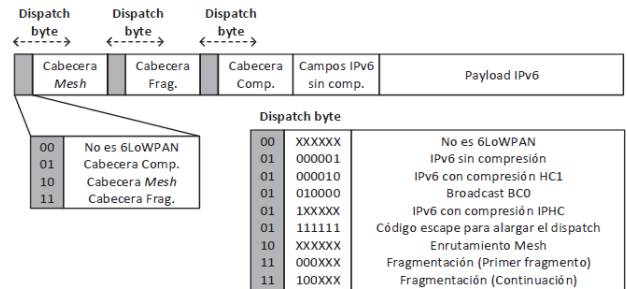 Dispatch byte Dispatch byte Dispatch byte
Cabecera Mesh Cabecera Frag. Cabecera Comp. Campos IPv6 sin comp. Payload IPv6
00 No es 6LoWPAN
01 Cabecera Comp.
10 Cabecera Mesh
11 Cabecera Frag.
Dispatch byte
00 XXXXXX No es 6LoWPAN
01 000001 IPv6 sin compresión
01 000010 IPv6 con compresión HC1
01 010000 Broadcast BC0
01 1XXXXX IPv6 con compresión IPHC
01 111111 Código escape para alargar el dispatch
10 XXXXXX Enrutamiento Mesh
11 000XXX Fragmentación (Primer fragmento)
11 100XXX Fragmentación (Continuación)